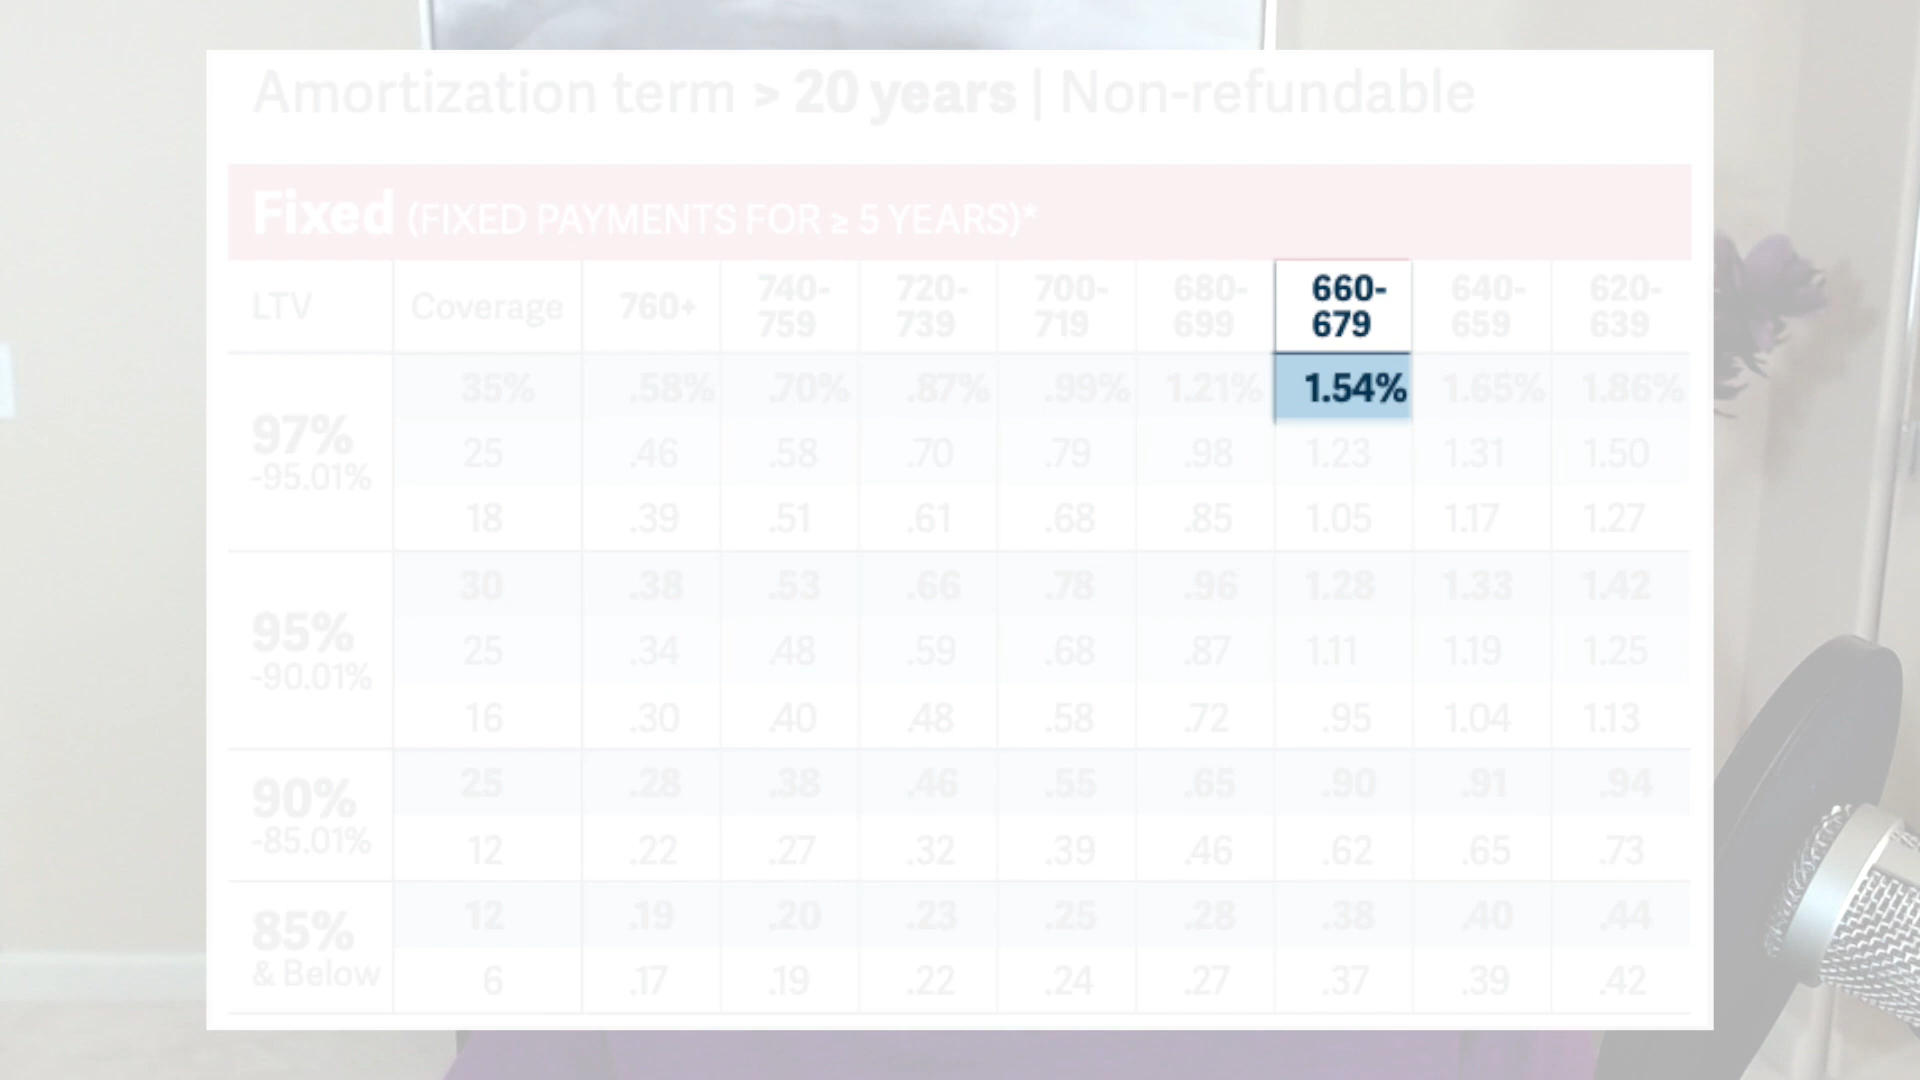 Amortization term > 20 years | Non-refundable
Fixed (FIXED PAYMENTS FOR ≥ 5 YEARS)*
LTV Coverage 760+ 740-759 720-739 700-719 680-699 660-679 640-659 620-639
97% -95.01%
35% .58% .70% .87% .99% 1.21% 1.54% 1.65% 1.86%
25 .46 .58 .70 .79 .98 1.23 1.31 1.50
18 .39 .51 .61 .68 .85 1.05 1.17 1.27
95% -90.01%
30 .38 .53 .66 .78 .96 1.28 1.33 1.42
25 .34 .48 .59 .68 .87 1.11 1.19 1.25
16 .30 .40 .48 .58 .72 .95 1.04 1.13
90% -85.01%
25 .28 .38 .46 .55 .65 .90 .91 .94
12 .22 .27 .32 .39 .46 .62 .65 .73
85% & Below
12 .19 .20 .23 .25 .28 .38 .40 .44
6 .17 .19 .22 .24 .27 .37 .39 .42